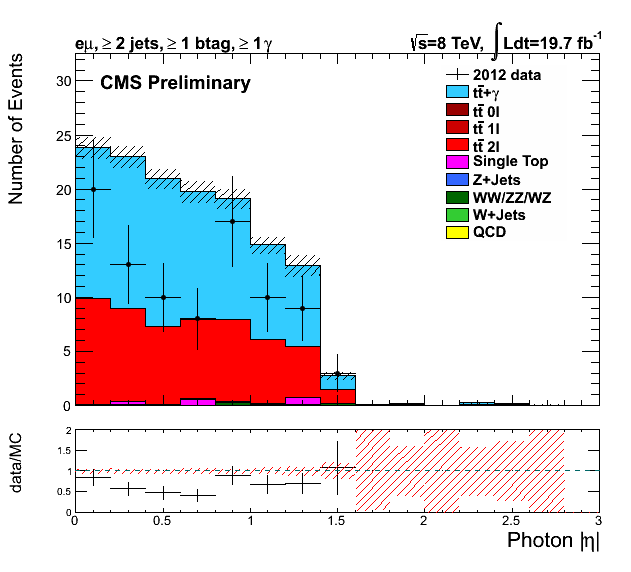 eμ, ≥ 2 jets, ≥ 1 btag, ≥ 1 γ
√s=8 TeV, ∫Ldt=19.7 fb⁻¹
CMS Preliminary
Number of Events
30
25
20
15
10
5
0
2012 data
tt̄+γ
tt̄ 0l
tt̄ 1l
tt̄ 2l
Single Top
Z+Jets
WW/ZZ/WZ
W+Jets
QCD
data/MC
2
1.5
1
0.5
0
0 0.5 1 1.5 2 2.5 3
Photon |η|